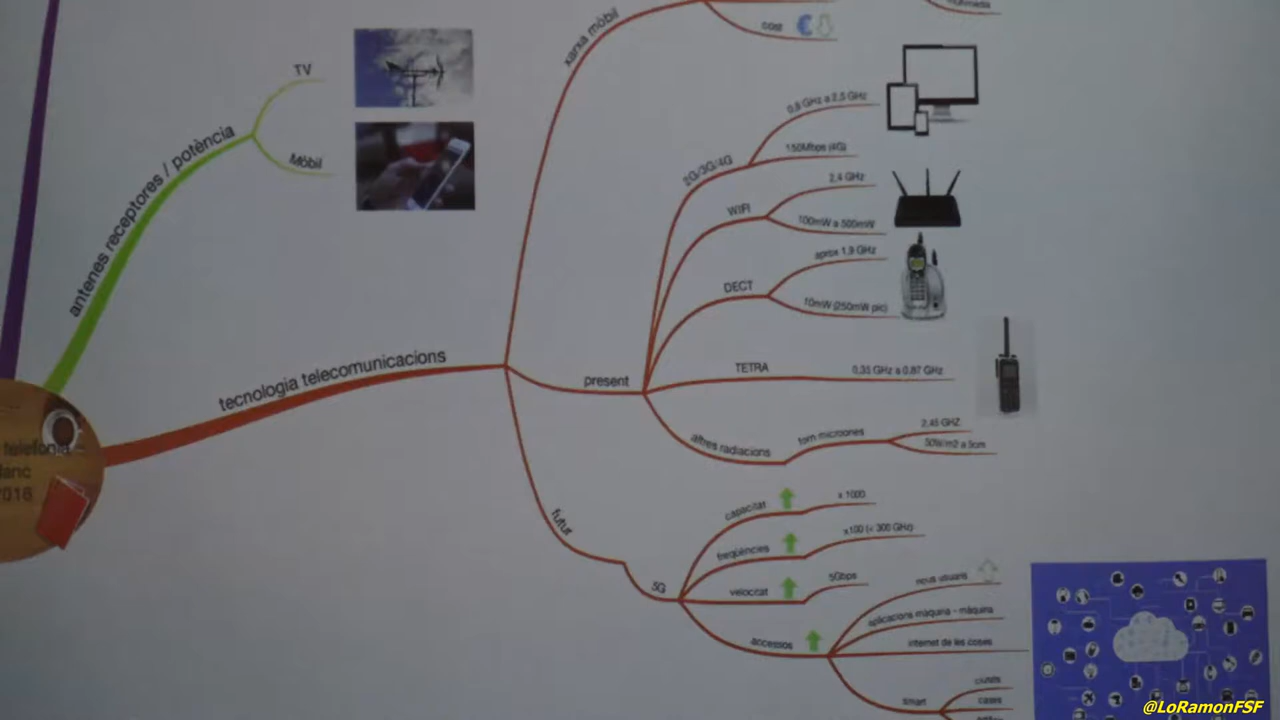 xarxa mòbil
cost
multimèdia
TV
Mòbil
antenes receptores / potència
2G/3G/4G
0,8 GHz a 2,5 GHz
150Mbps (4G)
WIFI
2,4 GHz
100mW a 500mW
DECT
aprox 1,9 GHz
10mW (250mW pic)
TETRA
0,35 GHz a 0,87 GHz
present
tecnologia telecomunicacions
altres radiacions
forn microones
2,45 GHZ
50W/m2 a 5cm
telefonia
2016
futur
5G
capacitat
x 1000
freqüències
x100 (< 300 GHz)
velocitat
5Gbps
accessos
nous usuaris
aplicacions màquina - màquina
internet de les coses
smart
ciutats
cases
@LoRamonFSF